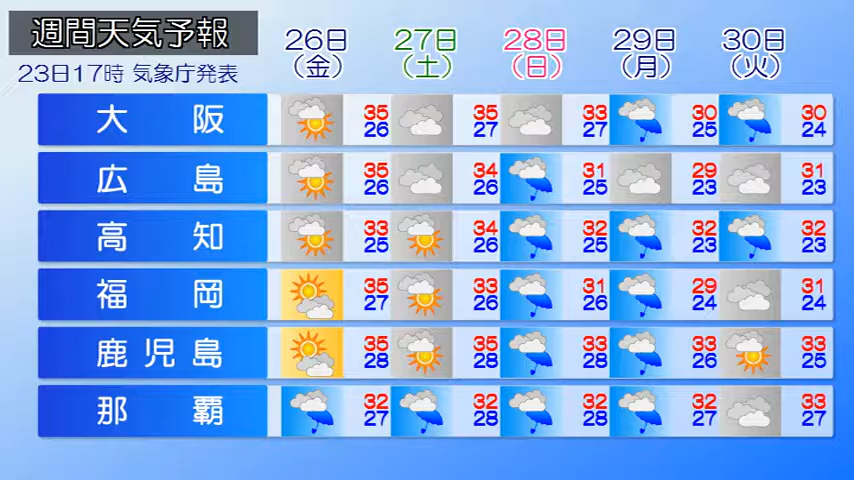 週間天気予報
23日17時 気象庁発表
26日 27日 28日 29日 30日
(金) (土) (日) (月) (火)
大阪 35 26 35 27 33 27 30 25 30 24
広島 35 26 34 26 31 25 29 23 31 23
高知 33 25 34 26 32 25 32 23 32 23
福岡 35 27 33 26 31 26 29 24 31 24
鹿児島 35 28 35 28 33 28 33 26 33 25
那覇 32 27 32 28 32 28 32 27 33 27